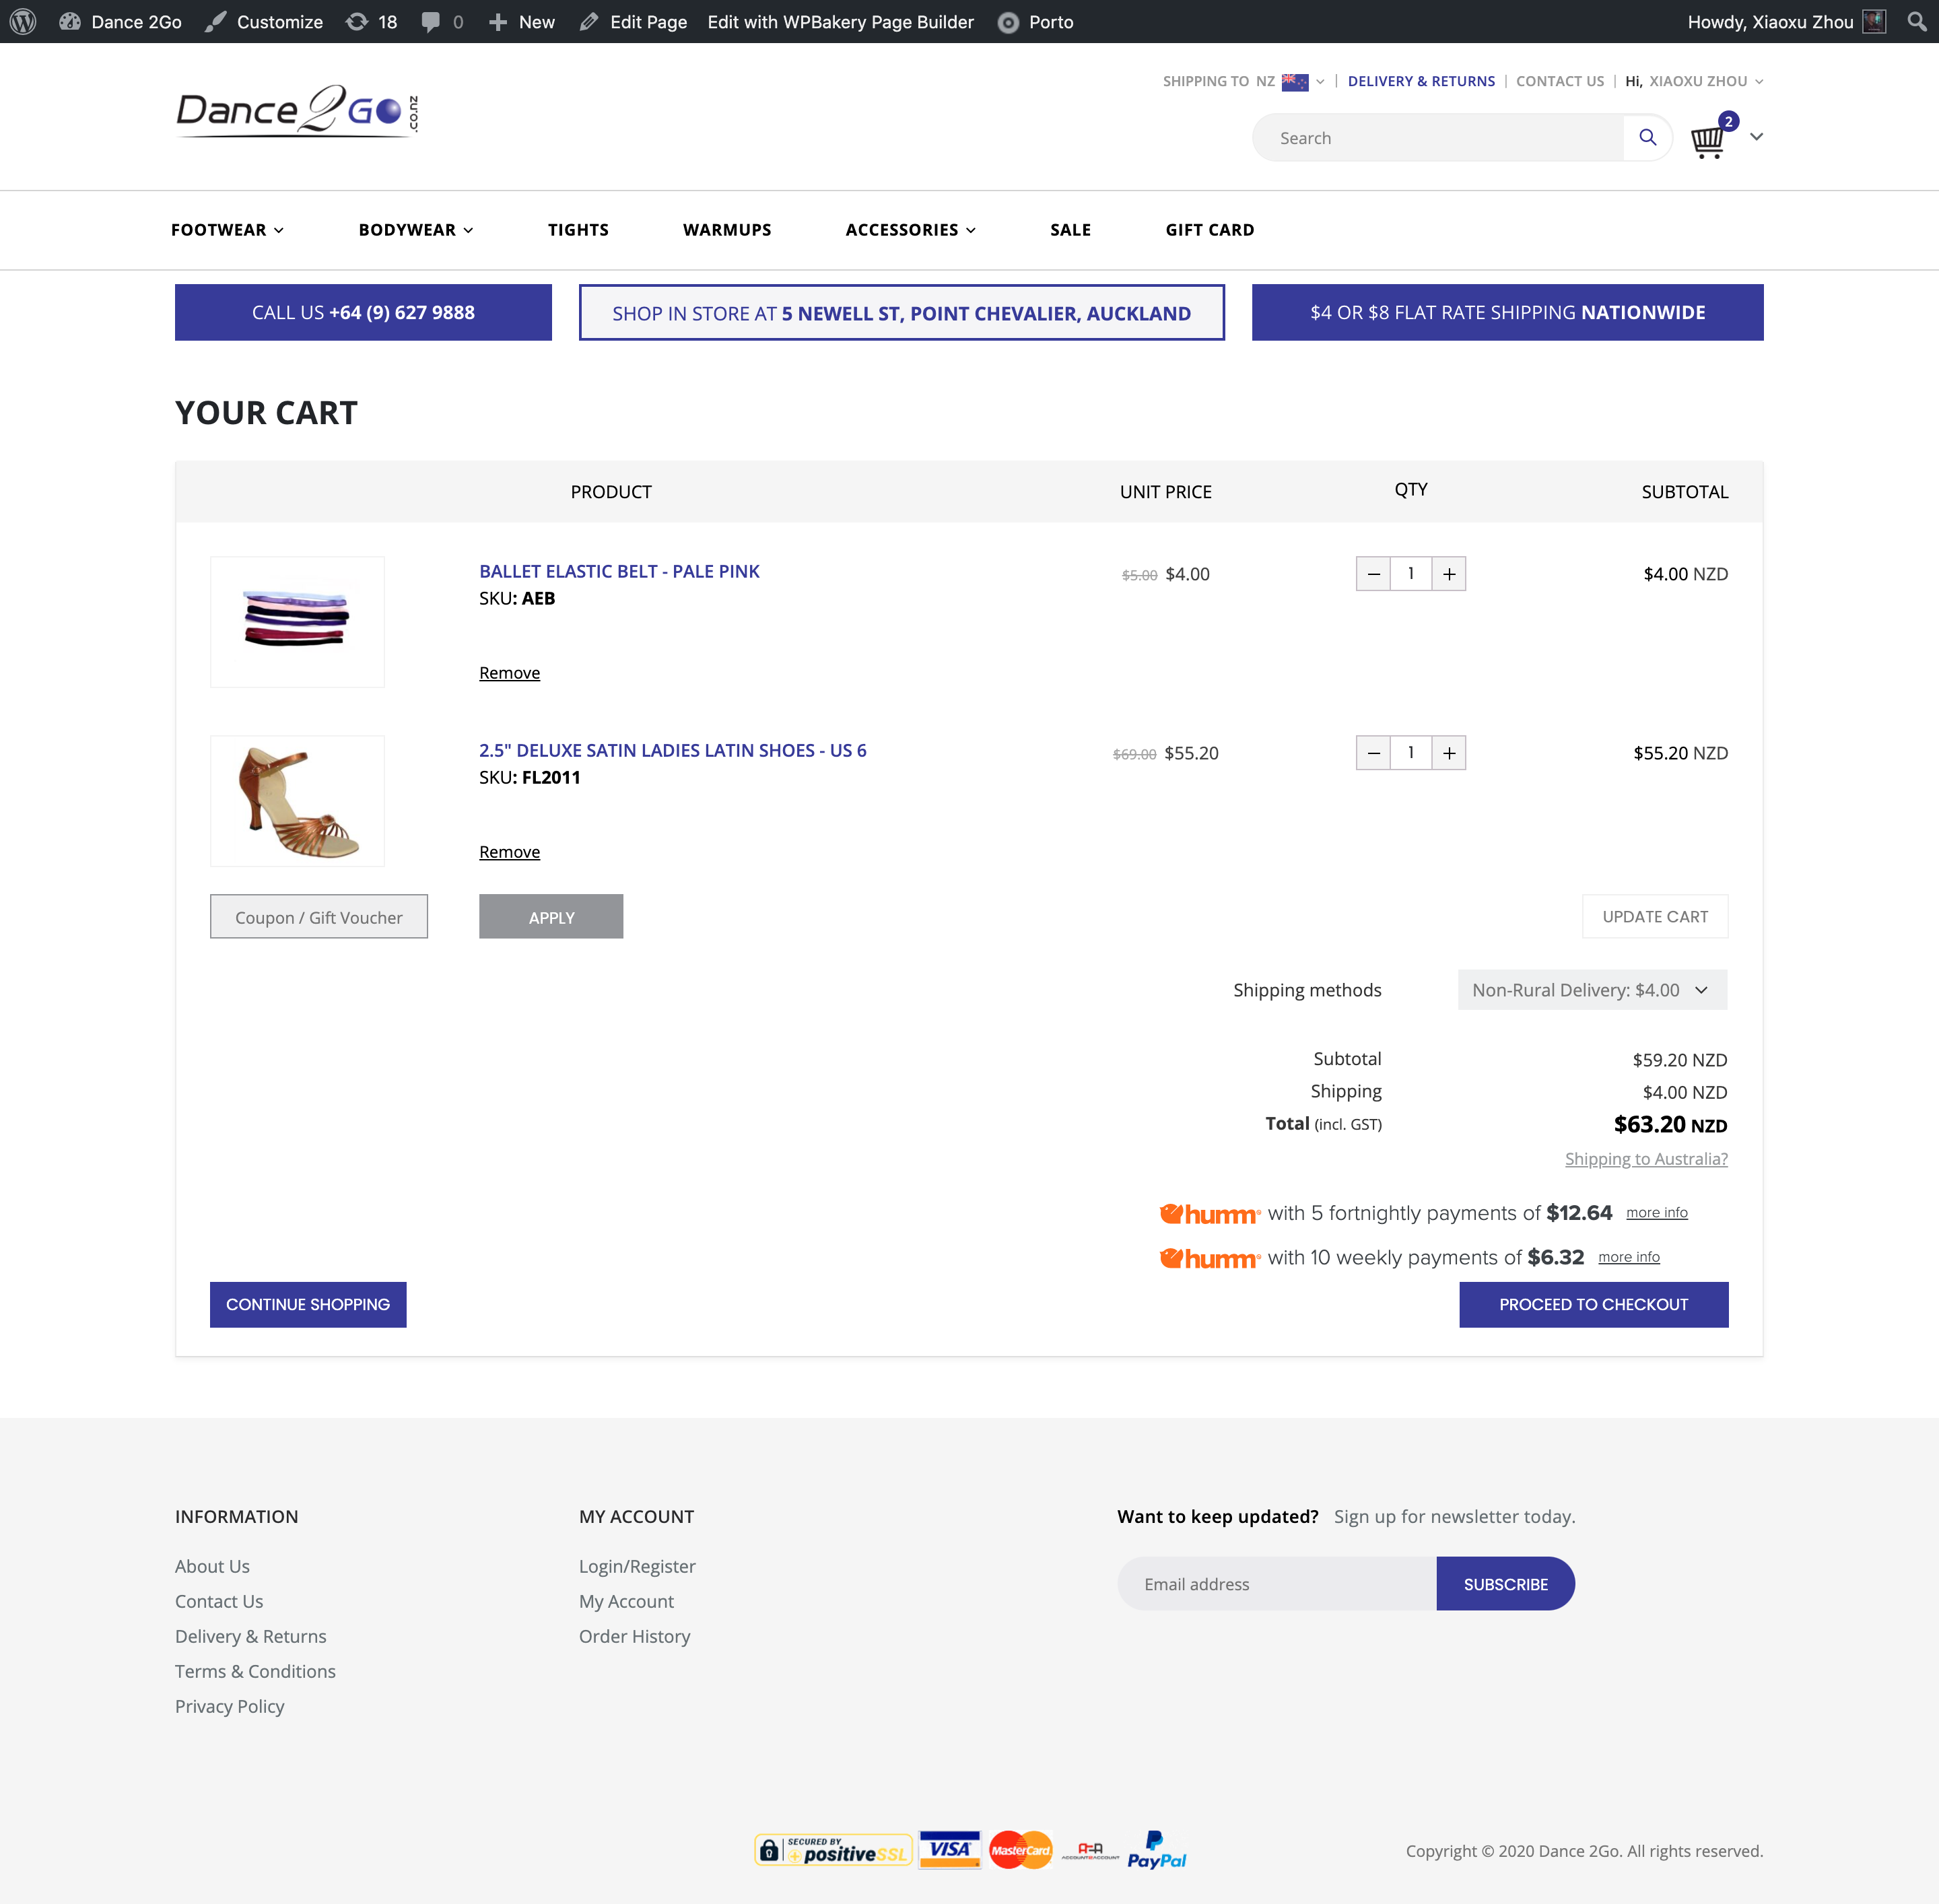 Dance 2Go Customize 18 0 New Edit Page Edit with WPBakery Page Builder Porto Howdy, Xiaoxu Zhou
SHIPPING TO NZ | DELIVERY & RETURNS | CONTACT US | Hi, XIAOXU ZHOU
Dance2Go.co.nz
Search
2
FOOTWEAR BODYWEAR TIGHTS WARMUPS ACCESSORIES SALE GIFT CARD
CALL US +64 (9) 627 9888
SHOP IN STORE AT 5 NEWELL ST, POINT CHEVALIER, AUCKLAND
$4 OR $8 FLAT RATE SHIPPING NATIONWIDE
YOUR CART
PRODUCT UNIT PRICE QTY SUBTOTAL
BALLET ELASTIC BELT - PALE PINK $5.00 $4.00 − 1 + $4.00 NZD
SKU: AEB
Remove
2.5" DELUXE SATIN LADIES LATIN SHOES - US 6 $69.00 $55.20 − 1 + $55.20 NZD
SKU: FL2011
Remove
Coupon / Gift Voucher APPLY UPDATE CART
Shipping methods Non-Rural Delivery: $4.00
Subtotal $59.20 NZD
Shipping $4.00 NZD
Total (incl. GST) $63.20 NZD
Shipping to Australia?
humm with 5 fortnightly payments of $12.64 more info
humm with 10 weekly payments of $6.32 more info
CONTINUE SHOPPING PROCEED TO CHECKOUT
INFORMATION
About Us
Contact Us
Delivery & Returns
Terms & Conditions
Privacy Policy
MY ACCOUNT
Login/Register
My Account
Order History
Want to keep updated? Sign up for newsletter today.
Email address SUBSCRIBE
SECURED BY
positiveSSL
VISA
MasterCard
A2A
ACCOUNT2ACCOUNT
PayPal
Copyright © 2020 Dance 2Go. All rights reserved.